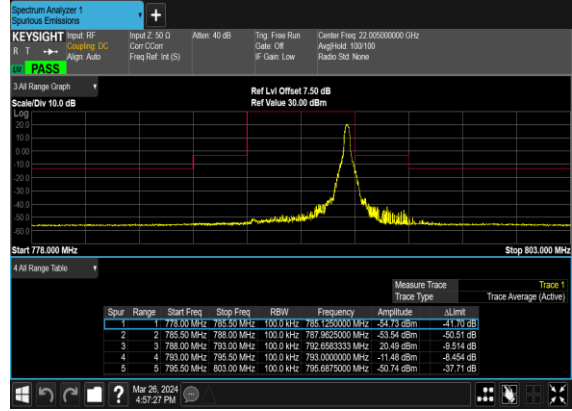 Spectrum Analyzer 1
Spurious Emissions
KEYSIGHT Input: RF Input Z: 50 Ω Atten: 40 dB Trig: Free Run Center Freq: 22.005000000 GHz
R T Coupling: DC Corr CCorr Gate: Off Avg|Hold: 100/100
Align: Auto Freq Ref: Int (S) IF Gain: Low Radio Std: None
PASS
3 All Range Graph Ref Lvl Offset 7.50 dB
Scale/Div 10.0 dB Ref Value 30.00 dBm
Log
20.0
10.0
0.00
-10.0
-20.0
-30.0
-40.0
-50.0
-60.0
Start 778.000 MHz Stop 803.000 MHz
4 All Range Table
Measure Trace Trace 1
Trace Type Trace Average (Active)
Spur Range Start Freq Stop Freq RBW Frequency Amplitude ΔLimit
1 1 778.00 MHz 785.50 MHz 100.0 kHz 785.1250000 MHz -54.73 dBm -41.70 dB
2 2 785.50 MHz 788.00 MHz 100.0 kHz 787.9625000 MHz -53.54 dBm -50.51 dB
3 3 788.00 MHz 793.00 MHz 100.0 kHz 792.6583333 MHz 20.49 dBm -9.514 dB
4 4 793.00 MHz 795.50 MHz 100.0 kHz 793.0000000 MHz -11.48 dBm -8.454 dB
5 5 795.50 MHz 803.00 MHz 100.0 kHz 795.6875000 MHz -50.74 dBm -37.71 dB
Mar 26, 2024
4:57:27 PM